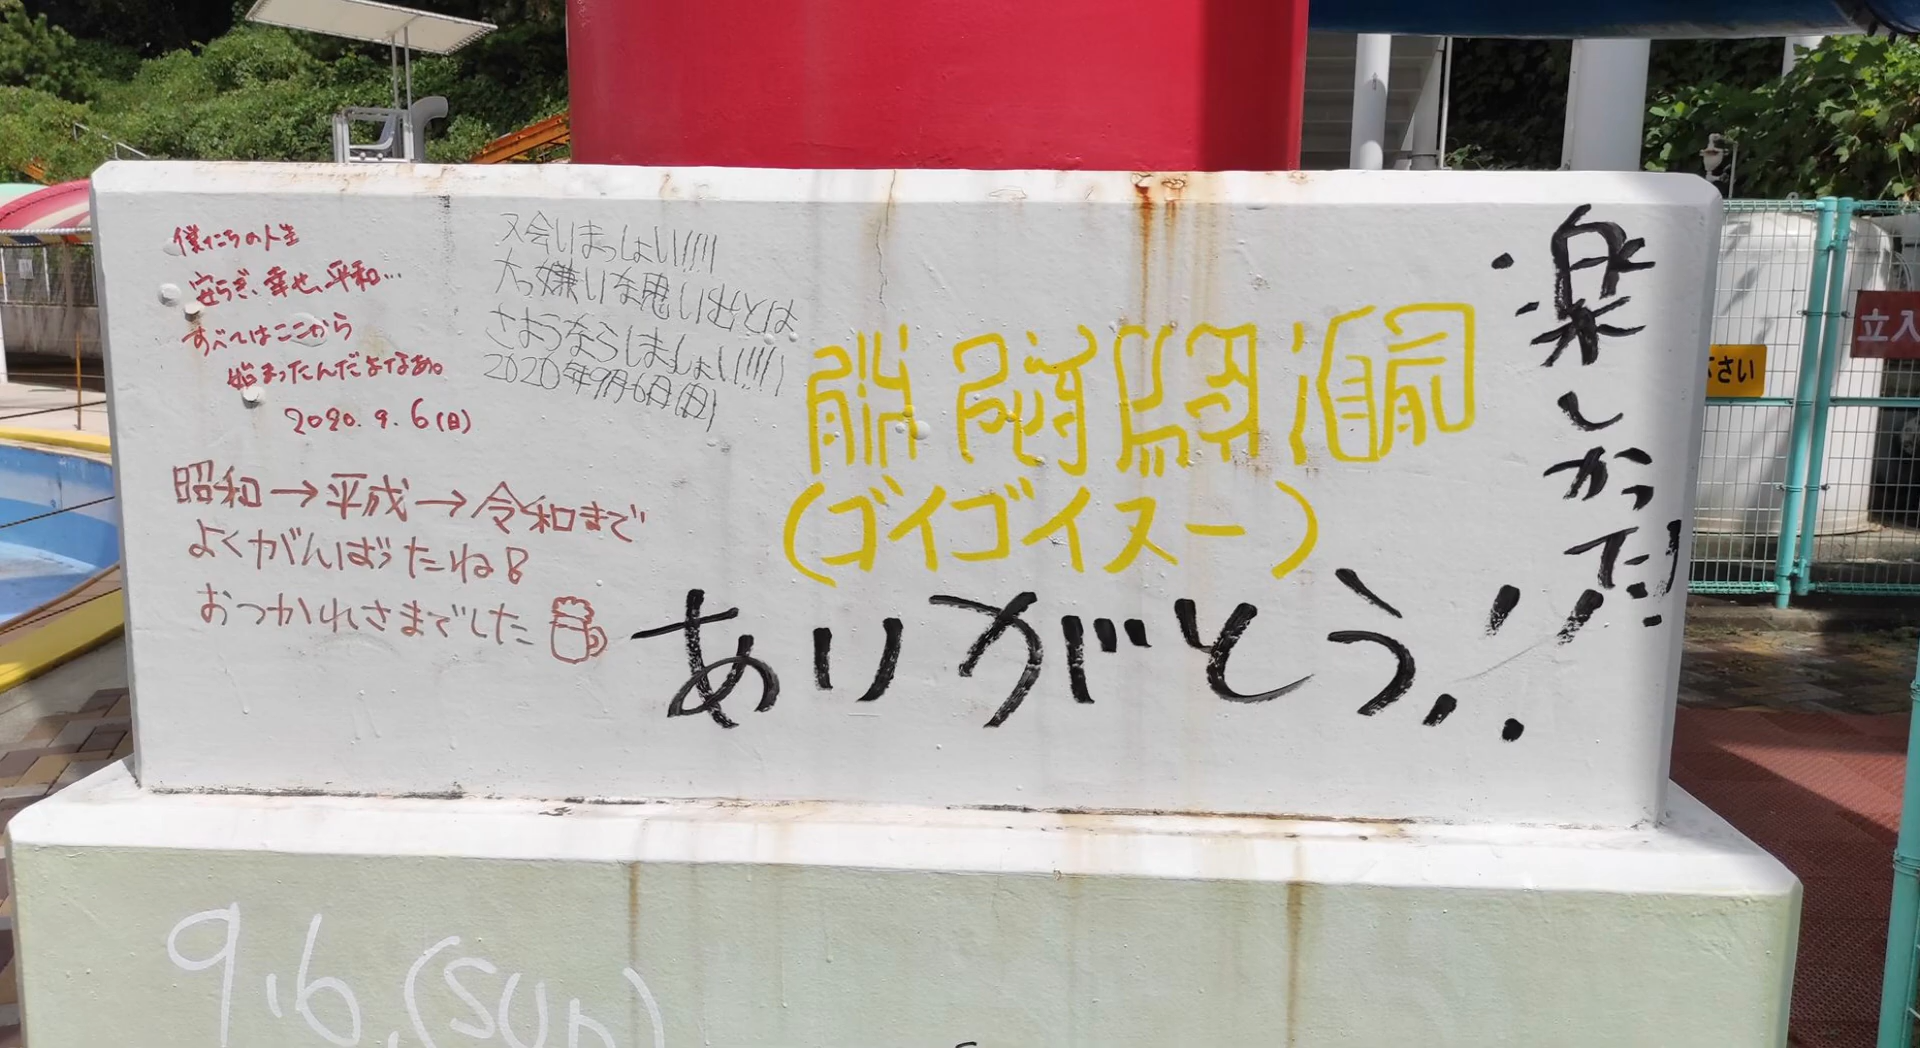 僕たちの人生
安らぎ、幸せ、平和…
すべてはここから
始まったんだよなあ。
2020. 9. 6(日)
又会いまっしょい!!!!
大っ嫌いな思い出とは
さようならしましょい!!!!
2020年9月6日(日)
昭和→平成→令和まで
よくがんばったね!
おつかれさまでした
(ゴイゴイスー)
楽しかった!!
ありがとう!!
9.6.(SUN)
さい
立入